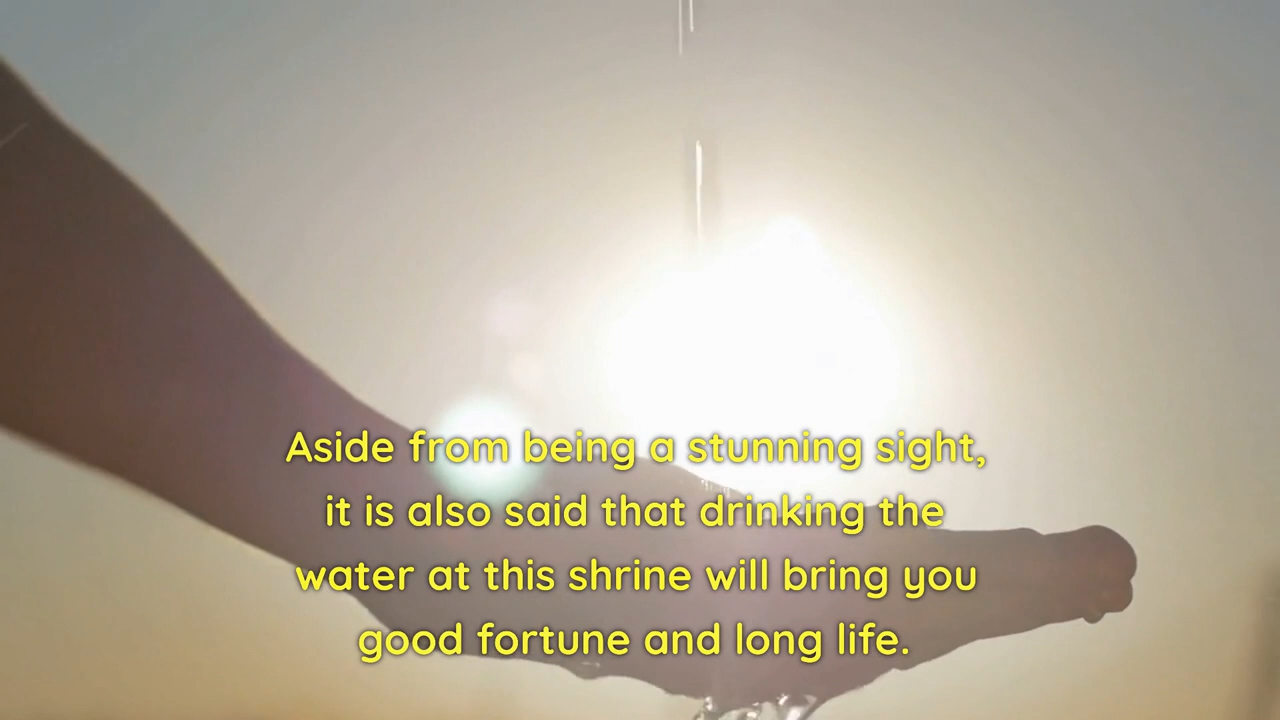 Aside from being a stunning sight,
it is also said that drinking the
water at this shrine will bring you
good fortune and long life.